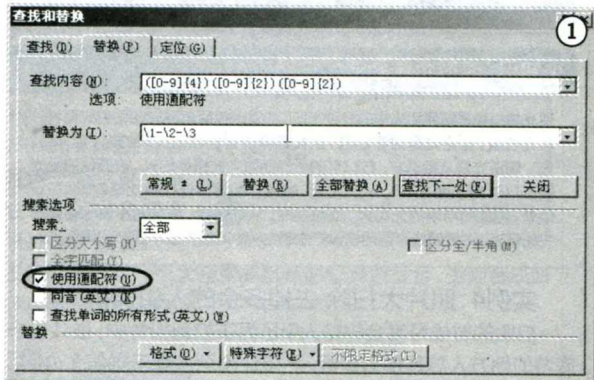 查找和替换
①
查找(D) 替换(P) 定位(G)
查找内容(N): ([0-9]{4})([0-9]{2})([0-9]{2})
选项: 使用通配符
替换为(I): \1-\2-\3
常规 ± (L) 替换(R) 全部替换(A) 查找下一处(F) 关闭
搜索选项
搜索 全部
区分大小写(H) 区分全/半角(M)
全字匹配(Y)
使用通配符(U)
同音(英文)(K)
查找单词的所有形式(英文)(W)
替换
格式(O) 特殊字符(E) 不限定格式(T)